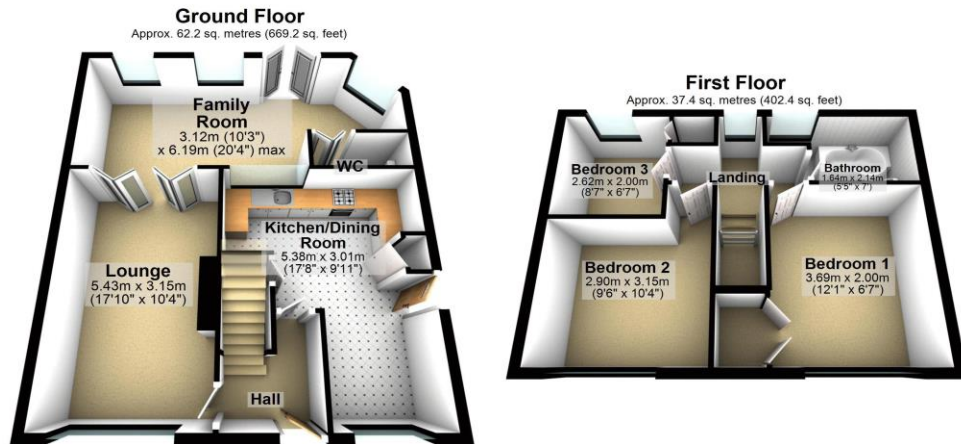 Ground Floor
Approx. 62.2 sq. metres (669.2 sq. feet)
Family
Room
3.12m (10'3")
x 6.19m (20'4") max
WC
Kitchen/Dining
Room
5.38m x 3.01m
(17'8" x 9'11")
Lounge
5.43m x 3.15m
(17'10" x 10'4")
Hall
First Floor
Approx. 37.4 sq. metres (402.4 sq. feet)
Bedroom 3
2.62m x 2.00m
(8'7" x 6'7")
Landing
Bathroom
1.64m x 2.14m
(5'5" x 7')
Bedroom 2
2.90m x 3.15m
(9'6" x 10'4")
Bedroom 1
3.69m x 2.00m
(12'1" x 6'7")